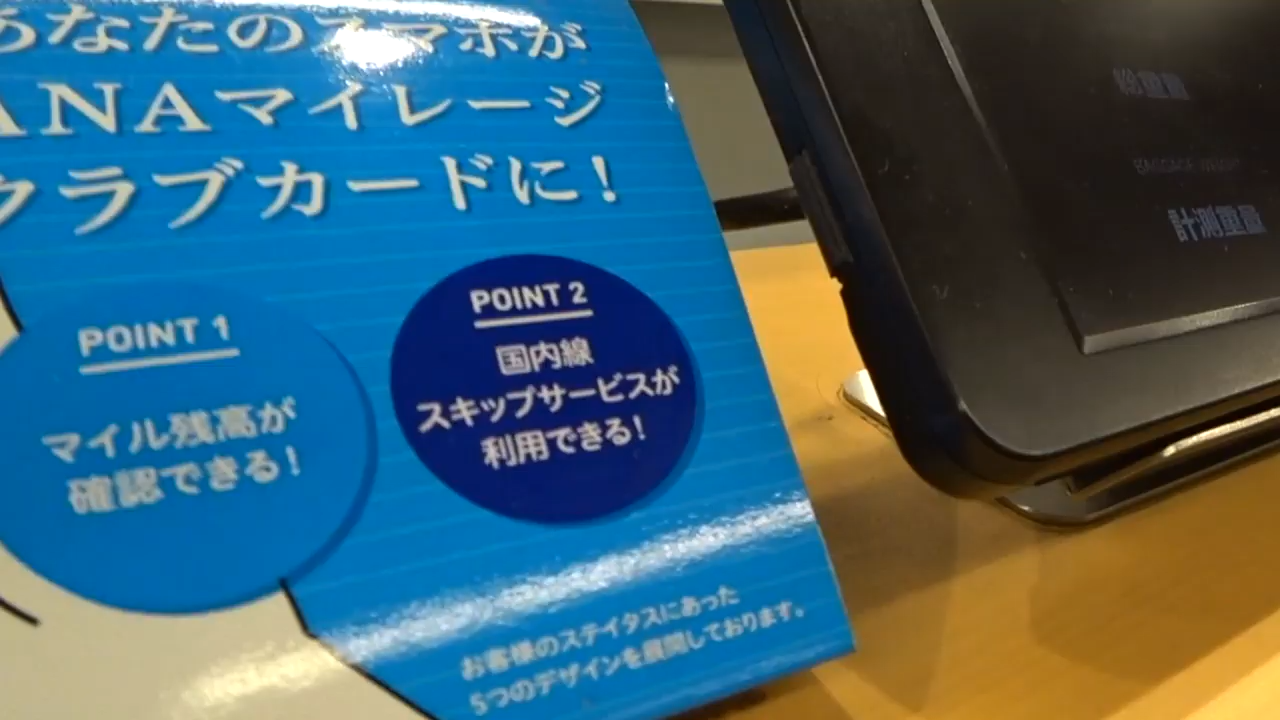 あなたのスマホが
ANAマイレージ
クラブカードに!
POINT 1
マイル残高が
確認できる!
POINT 2
国内線
スキップサービスが
利用できる!
お客様のステイタスにあった
5つのデザインを展開しております。
総重量
BAGGAGE WEIGHT
計測重量